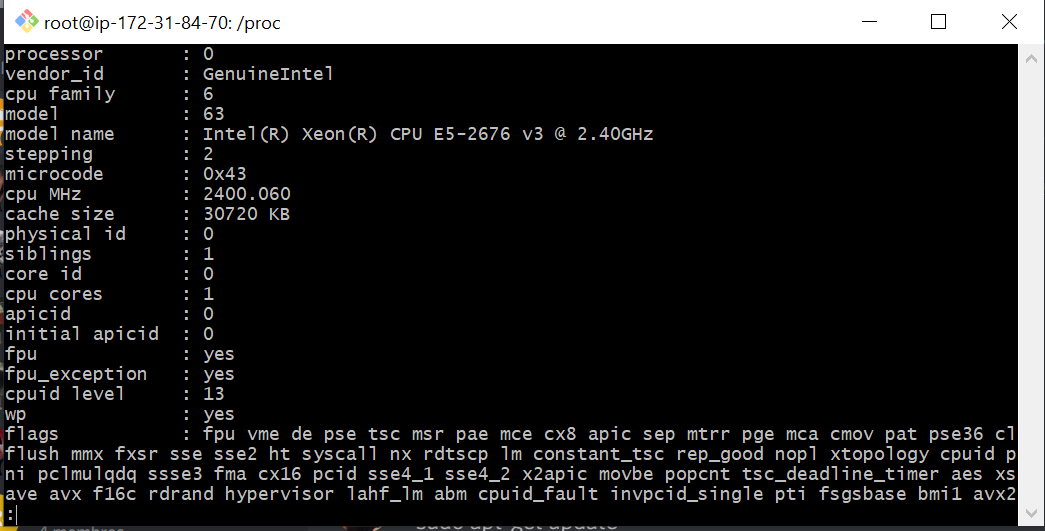 root@ip-172-31-84-70: /proc
processor : 0
vendor_id : GenuineIntel
cpu family : 6
model : 63
model name : Intel(R) Xeon(R) CPU E5-2676 v3 @ 2.40GHz
stepping : 2
microcode : 0x43
cpu MHz : 2400.060
cache size : 30720 KB
physical id : 0
siblings : 1
core id : 0
cpu cores : 1
apicid : 0
initial apicid : 0
fpu : yes
fpu_exception : yes
cpuid level : 13
wp : yes
flags : fpu vme de pse tsc msr pae mce cx8 apic sep mtrr pge mca cmov pat pse36 cl
flush mmx fxsr sse sse2 ht syscall nx rdtscp lm constant_tsc rep_good nopl xtopology cpuid p
ni pclmulqdq ssse3 fma cx16 pcid sse4_1 sse4_2 x2apic movbe popcnt tsc_deadline_timer aes xs
ave avx f16c rdrand hypervisor lahf_lm abm cpuid_fault invpcid_single pti fsgsbase bmi1 avx2
:
sudo apt-get update